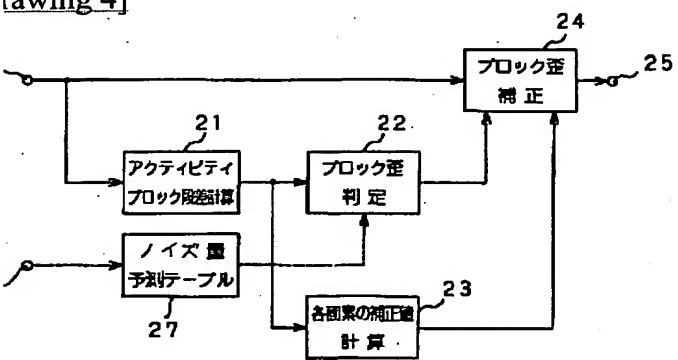 rawing 4]
24
ブロック歪
補正
25
21
アクティビティ
ブロック段差計算
22
ブロック歪
判定
ノイズ量
予測テーブル
27
各画素の補正値
計算
23